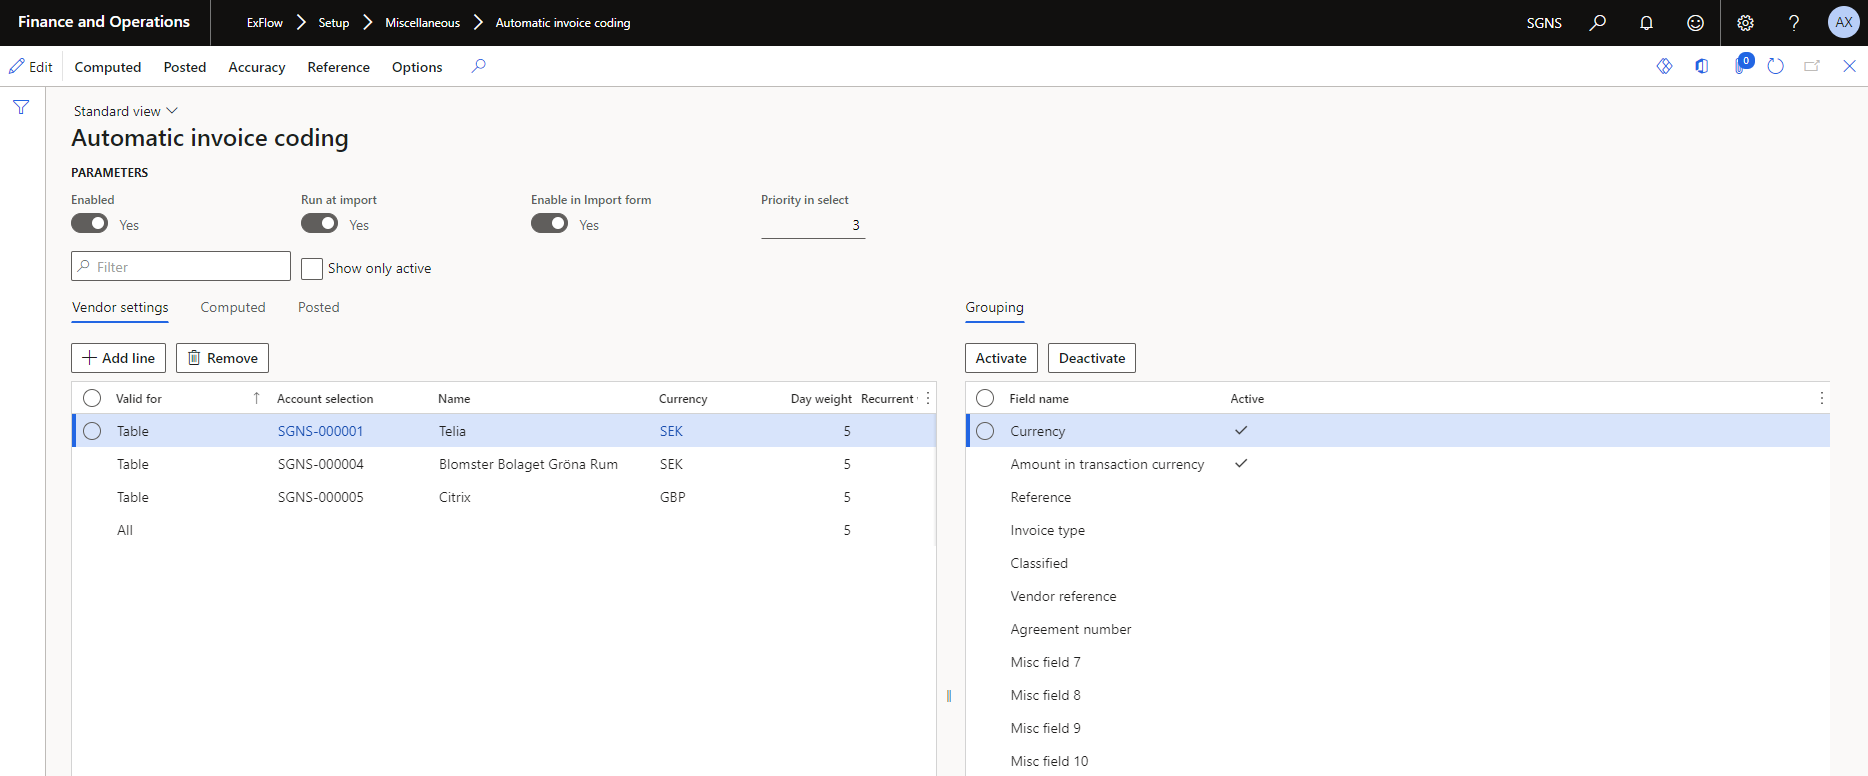 Finance and Operations
ExFlow Setup Miscellaneous Automatic invoice coding
SGNS
AX
Edit Computed Posted Accuracy Reference Options
0
Standard view
Automatic invoice coding
PARAMETERS
Enabled Run at import Enable in Import form Priority in select
Yes Yes Yes 3
Filter Show only active
Vendor settings Computed Posted
Add line Remove
Valid for Account selection Name Currency Day weight Recurrent
Table SGNS-000001 Telia SEK 5
Table SGNS-000004 Blomster Bolaget Gröna Rum SEK 5
Table SGNS-000005 Citrix GBP 5
All 5
Grouping
Activate Deactivate
Field name Active
Currency
Amount in transaction currency
Reference
Invoice type
Classified
Vendor reference
Agreement number
Misc field 7
Misc field 8
Misc field 9
Misc field 10